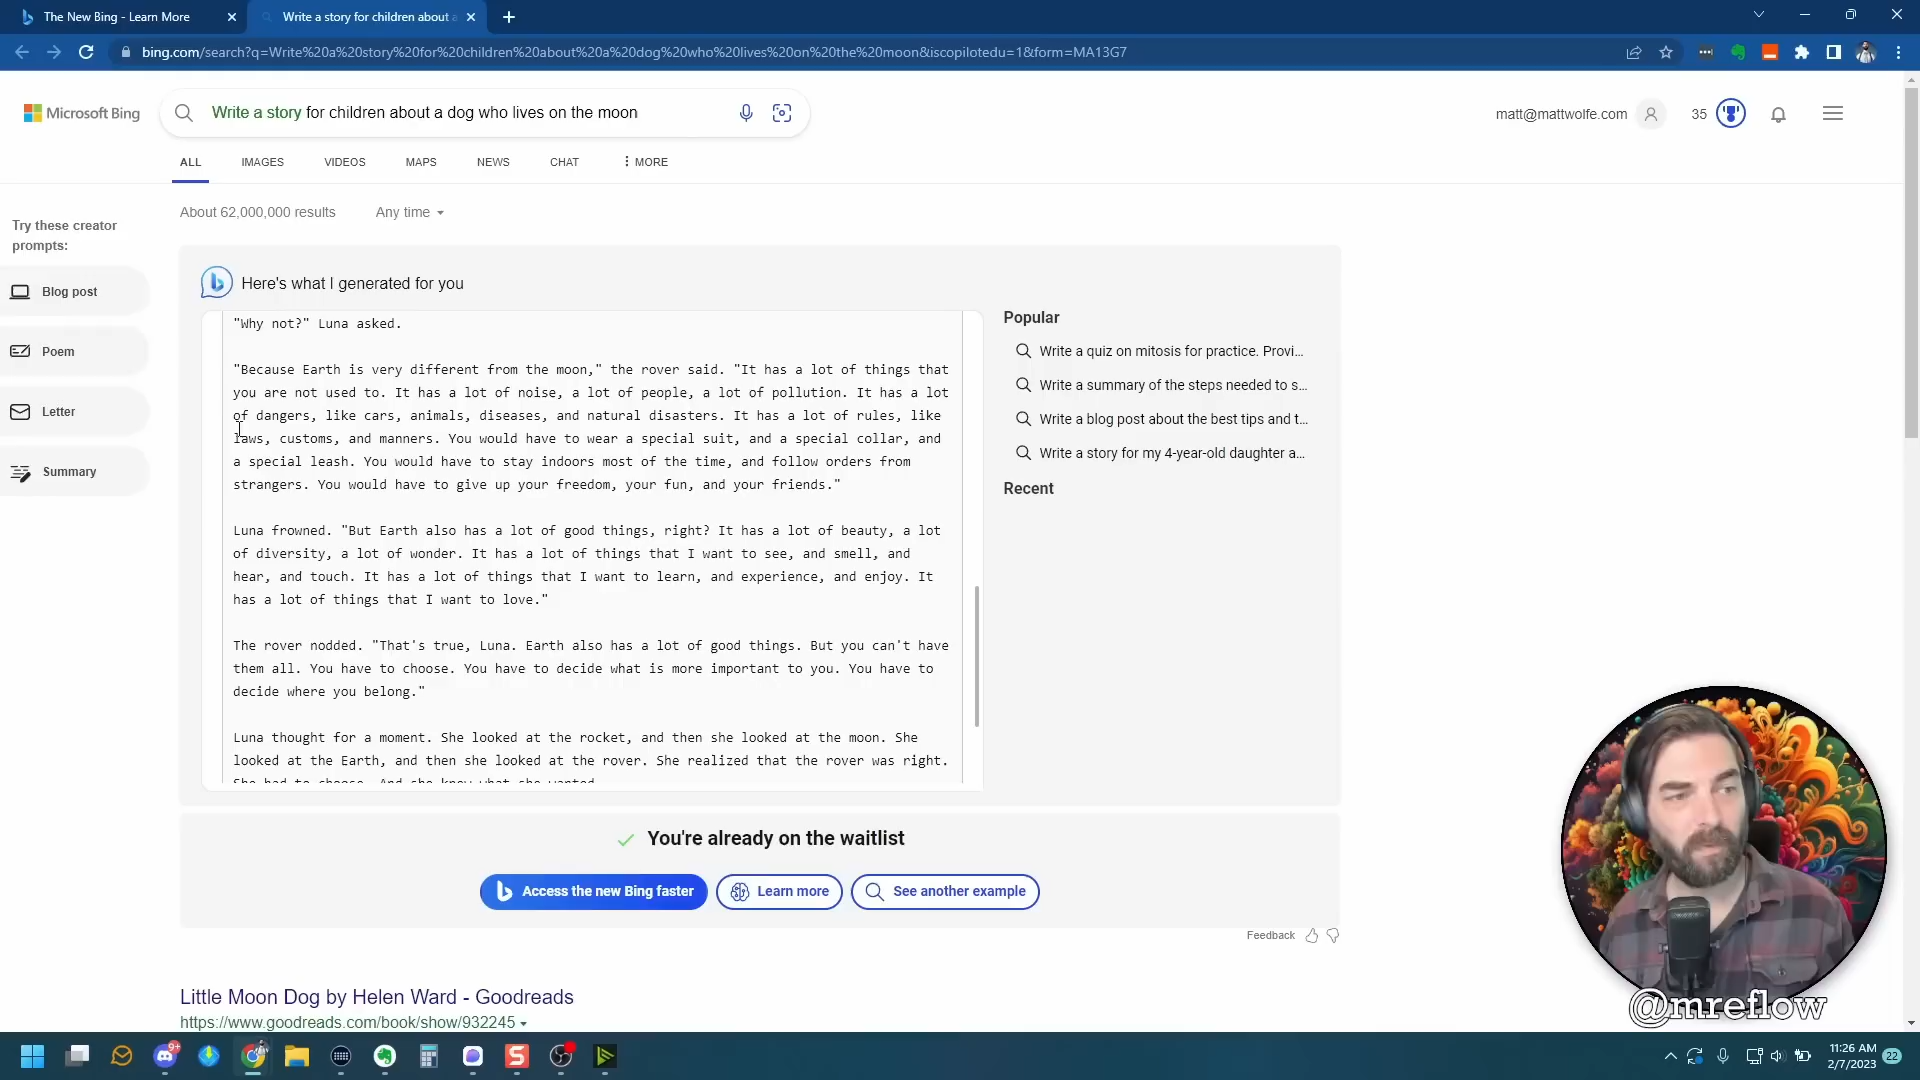 The New Bing - Learn More
Write a story for children about a
bing.com/search?q=Write%20a%20story%20for%20children%20about%20a%20dog%20who%20lives%20on%20the%20moon&iscopilotedu=1&form=MA13G7
Microsoft Bing
Write a story for children about a dog who lives on the moon
matt@mattwolfe.com
35
ALL
IMAGES
VIDEOS
MAPS
NEWS
CHAT
MORE
About 62,000,000 results
Any time
Try these creator
prompts:
Blog post
Poem
Letter
Summary
Here's what I generated for you
"Why not?" Luna asked.
"Because Earth is very different from the moon," the rover said. "It has a lot of things that
you are not used to. It has a lot of noise, a lot of people, a lot of pollution. It has a lot
of dangers, like cars, animals, diseases, and natural disasters. It has a lot of rules, like
laws, customs, and manners. You would have to wear a special suit, and a special collar, and
a special leash. You would have to stay indoors most of the time, and follow orders from
strangers. You would have to give up your freedom, your fun, and your friends."
Luna frowned. "But Earth also has a lot of good things, right? It has a lot of beauty, a lot
of diversity, a lot of wonder. It has a lot of things that I want to see, and smell, and
hear, and touch. It has a lot of things that I want to learn, and experience, and enjoy. It
has a lot of things that I want to love."
The rover nodded. "That's true, Luna. Earth also has a lot of good things. But you can't have
them all. You have to choose. You have to decide what is more important to you. You have to
decide where you belong."
Luna thought for a moment. She looked at the rocket, and then she looked at the moon. She
looked at the Earth, and then she looked at the rover. She realized that the rover was right.
She had to choose. And she knew what she wanted.
Popular
Write a quiz on mitosis for practice. Provi...
Write a summary of the steps needed to s...
Write a blog post about the best tips and t...
Write a story for my 4-year-old daughter a...
Recent
You're already on the waitlist
Access the new Bing faster
Learn more
See another example
Feedback
Little Moon Dog by Helen Ward - Goodreads
https://www.goodreads.com/book/show/932245
@mreflow
9+
11:26 AM
2/7/2023
22